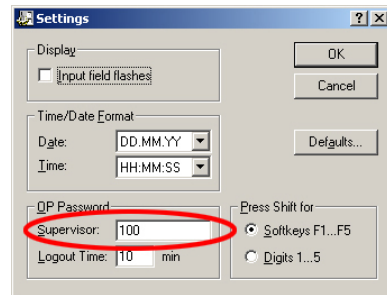 Settings
Display
OK
Input field flashes
Cancel
Time/Date Format
Date: DD.MM.YY
Defaults...
Time: HH:MM:SS
OP Password
Press Shift for
Supervisor: 100
Softkeys F1...F5
Logout Time: 10 min
Digits 1...5